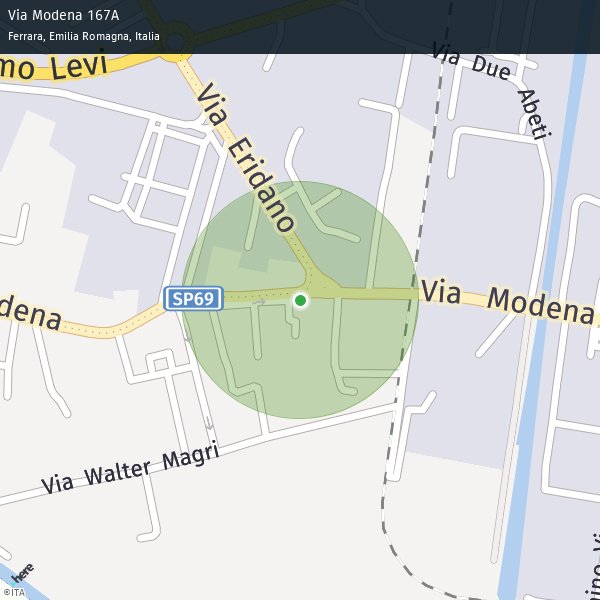 Via Modena 167A
Ferrara, Emilia Romagna, Italia
mo Levi
Via Due Abeti
Via Eridano
SP69
Via Modena
dena
Via Walter Magri
here
©ITA